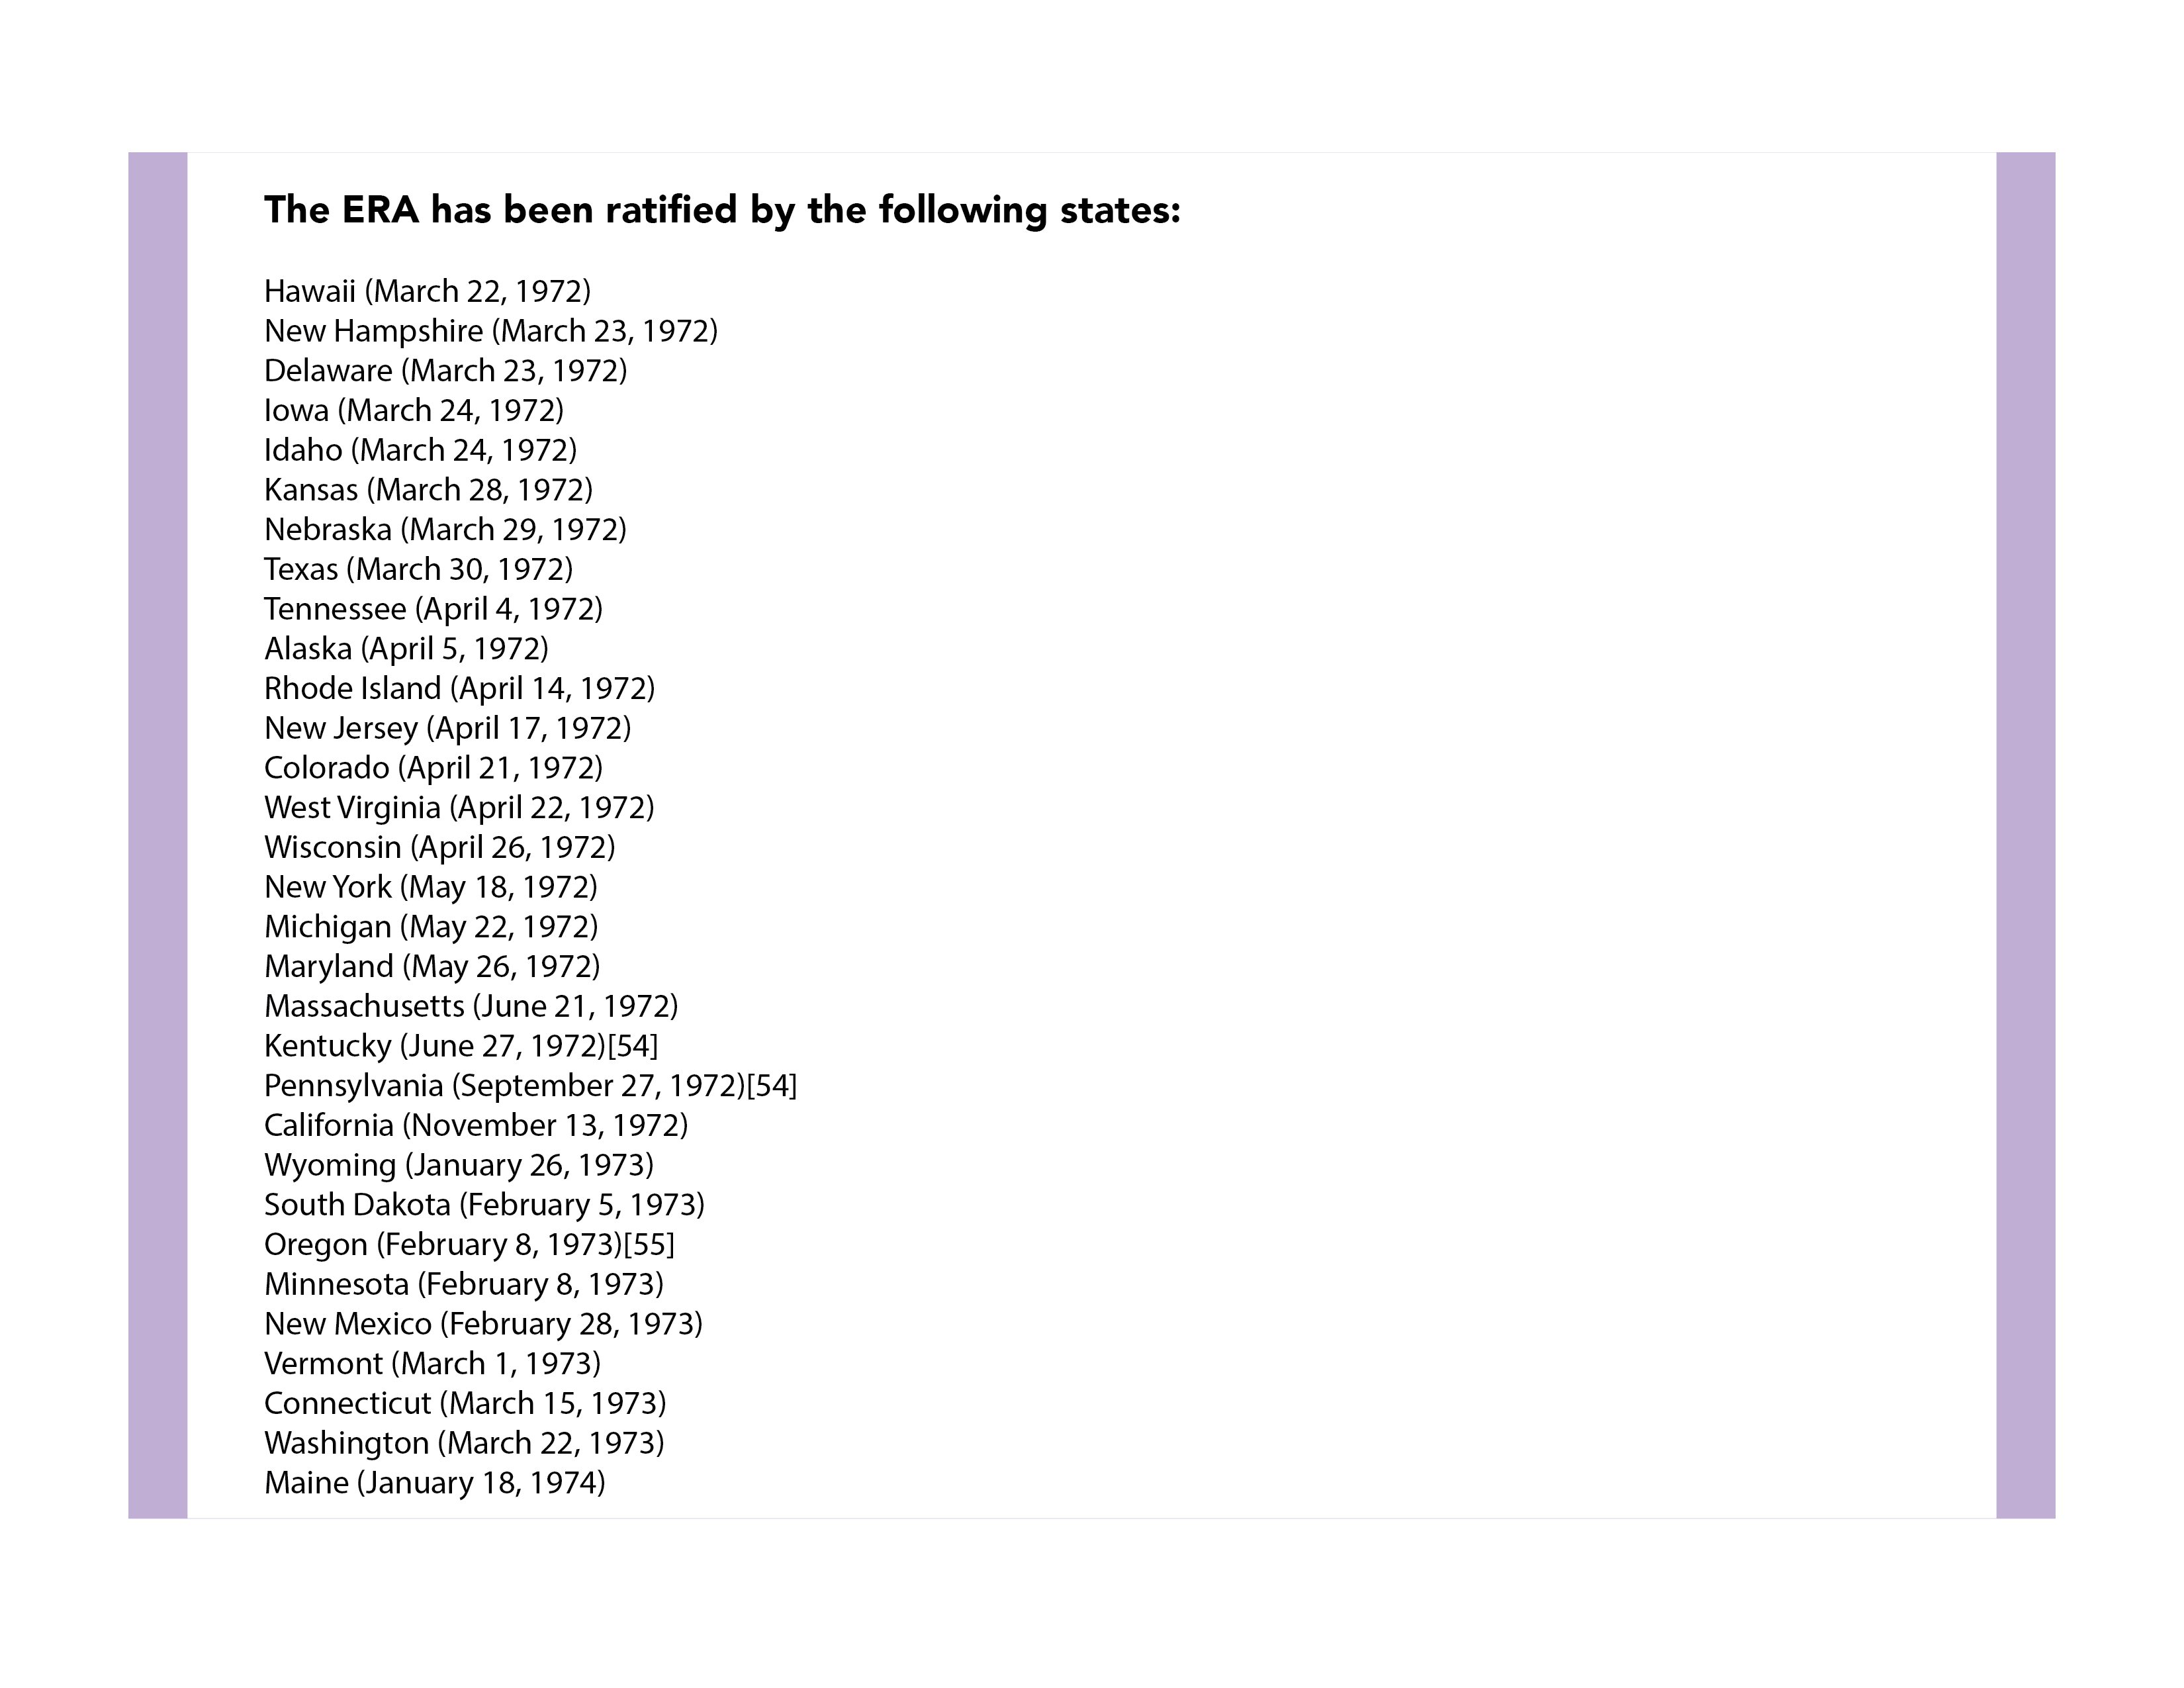 The ERA has been ratified by the following states:
Hawaii (March 22, 1972)
New Hampshire (March 23, 1972)
Delaware (March 23, 1972)
Iowa (March 24, 1972)
Idaho (March 24, 1972)
Kansas (March 28, 1972)
Nebraska (March 29, 1972)
Texas (March 30, 1972)
Tennessee (April 4, 1972)
Alaska (April 5, 1972)
Rhode Island (April 14, 1972)
New Jersey (April 17, 1972)
Colorado (April 21, 1972)
West Virginia (April 22, 1972)
Wisconsin (April 26, 1972)
New York (May 18, 1972)
Michigan (May 22, 1972)
Maryland (May 26, 1972)
Massachusetts (June 21, 1972)
Kentucky (June 27, 1972)[54]
Pennsylvania (September 27, 1972)[54]
California (November 13, 1972)
Wyoming (January 26, 1973)
South Dakota (February 5, 1973)
Oregon (February 8, 1973)[55]
Minnesota (February 8, 1973)
New Mexico (February 28, 1973)
Vermont (March 1, 1973)
Connecticut (March 15, 1973)
Washington (March 22, 1973)
Maine (January 18, 1974)